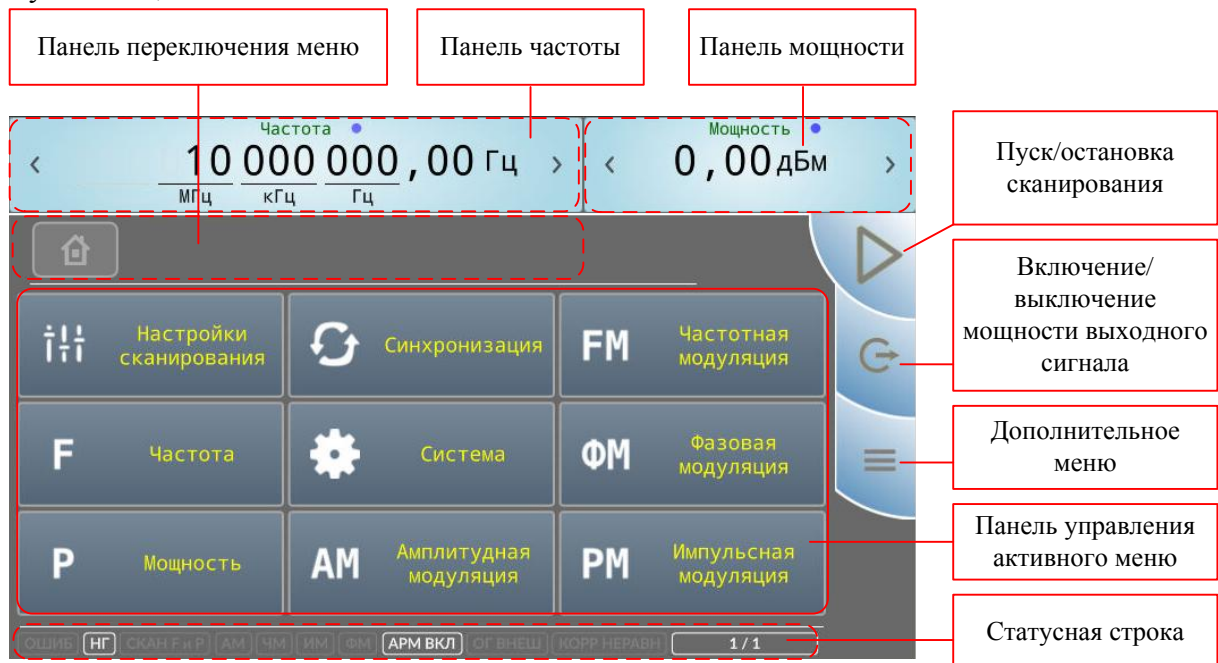 Панель переключения меню
Панель частоты
Панель мощности
Частота
Мощность
10 000 000,00 Гц
0,00 дБм
МГц кГц Гц
Пуск/остановка
сканирования
Включение/
выключение
мощности выходного
сигнала
Настройки
сканирования
Синхронизация
FM
Частотная
модуляция
F
Частота
Система
ФМ
Фазовая
модуляция
Дополнительное
меню
P
Мощность
AM
Амплитудная
модуляция
PM
Импульсная
модуляция
Панель управления
активного меню
ОШИБ НГ СКАН F и P АМ ЧМ ИМ ФМ АРМ ВКЛ ОГ ВНЕШ КОРР НЕРАВН 1 / 1
Статусная строка